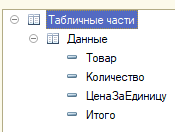 Табличные части
Данные
Товар
Количество
ЦенаЗаЕдиницу
Итого